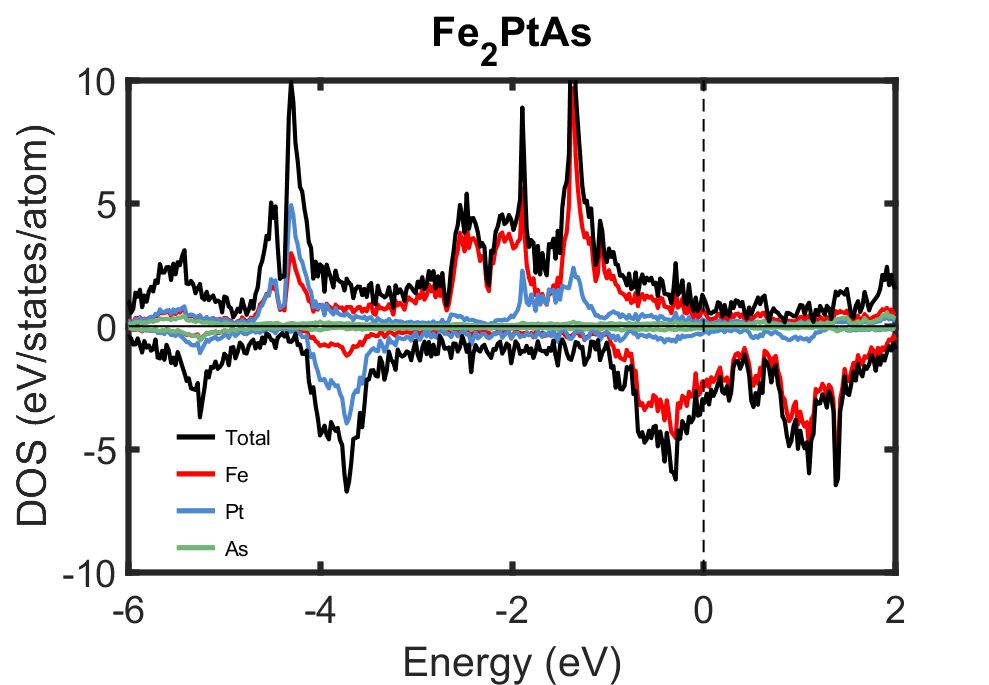 Fe₂PtAs
DOS (eV/states/atom)
10
5
0
-5
-10
Total
Fe
Pt
As
-6 -4 -2 0 2
Energy (eV)